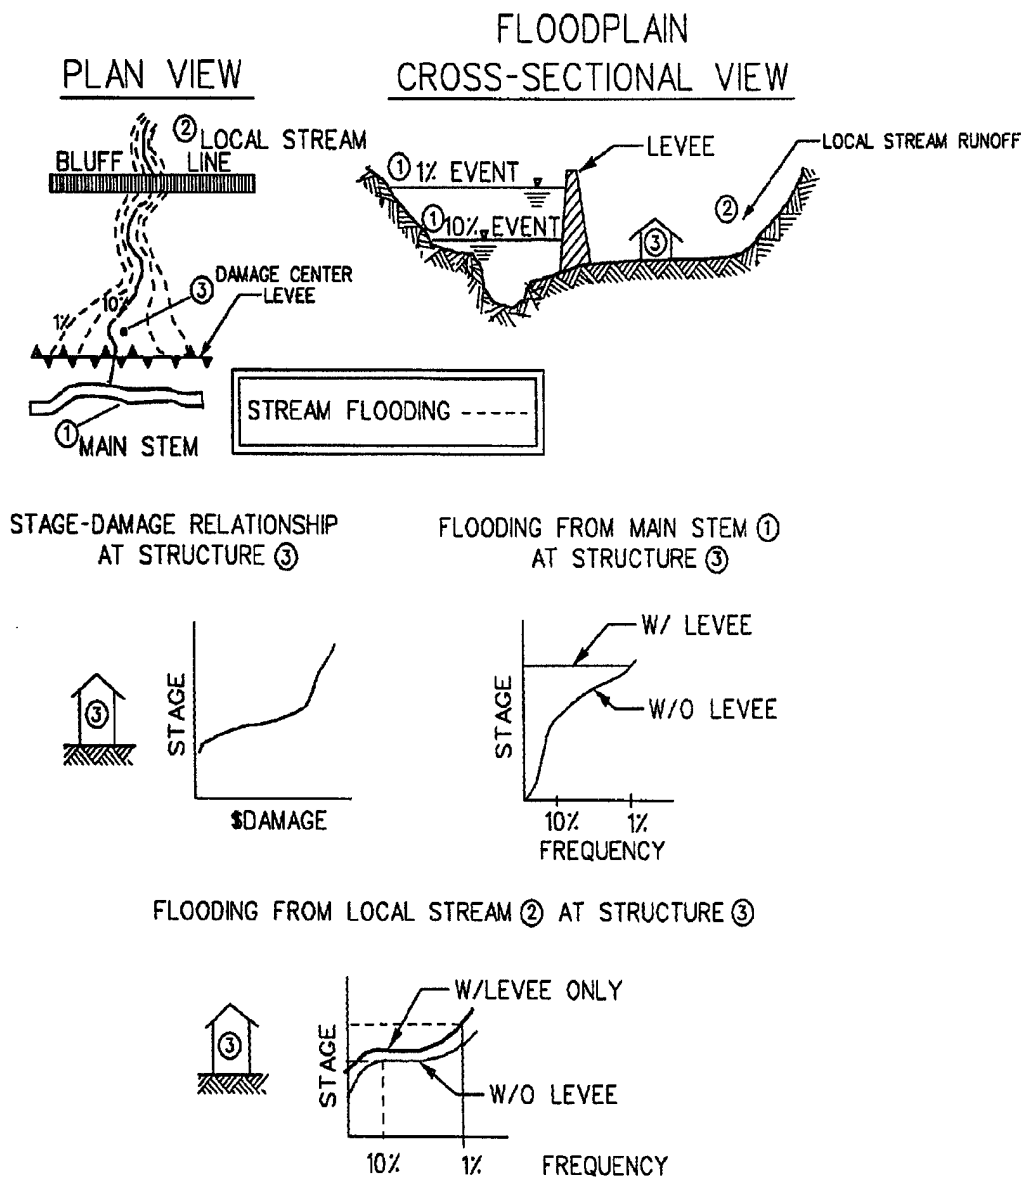 FLOODPLAIN
PLAN VIEW
CROSS-SECTIONAL VIEW
② LOCAL STREAM
BLUFF LINE
③ DAMAGE CENTER
LEVEE
1%
10%
① MAIN STEM
① 1% EVENT
① 10% EVENT
LEVEE
LOCAL STREAM RUNOFF
②
③
STREAM FLOODING -----
STAGE-DAMAGE RELATIONSHIP
AT STRUCTURE ③
③
STAGE
$DAMAGE
FLOODING FROM MAIN STEM ①
AT STRUCTURE ③
W/ LEVEE
W/O LEVEE
STAGE
10% 1%
FREQUENCY
FLOODING FROM LOCAL STREAM ② AT STRUCTURE ③
③
STAGE
W/LEVEE ONLY
W/O LEVEE
10% 1% FREQUENCY